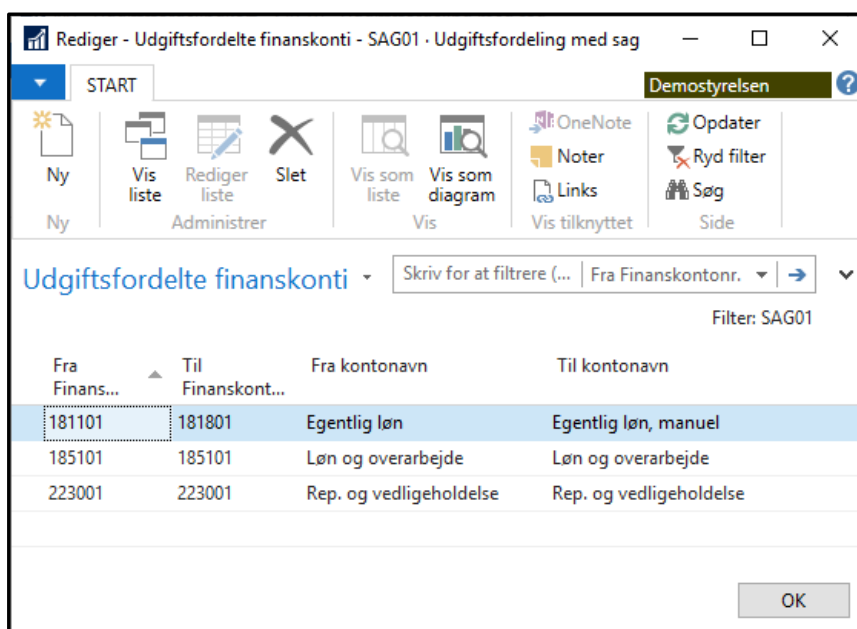 Rediger - Udgiftsfordelte finanskonti - SAG01 · Udgiftsfordeling med sag
START
Demostyrelsen
Ny
Vis liste
Rediger liste
Slet
Vis som liste
Vis som diagram
OneNote
Noter
Links
Opdater
Ryd filter
Søg
Ny
Administrer
Vis
Vis tilknyttet
Side
Udgiftsfordelte finanskonti
Skriv for at filtrere (... Fra Finanskontonr.
Filter: SAG01
Fra Finans... Til Finanskont... Fra kontonavn Til kontonavn
181101 181801 Egentlig løn Egentlig løn, manuel
185101 185101 Løn og overarbejde Løn og overarbejde
223001 223001 Rep. og vedligeholdelse Rep. og vedligeholdelse
OK